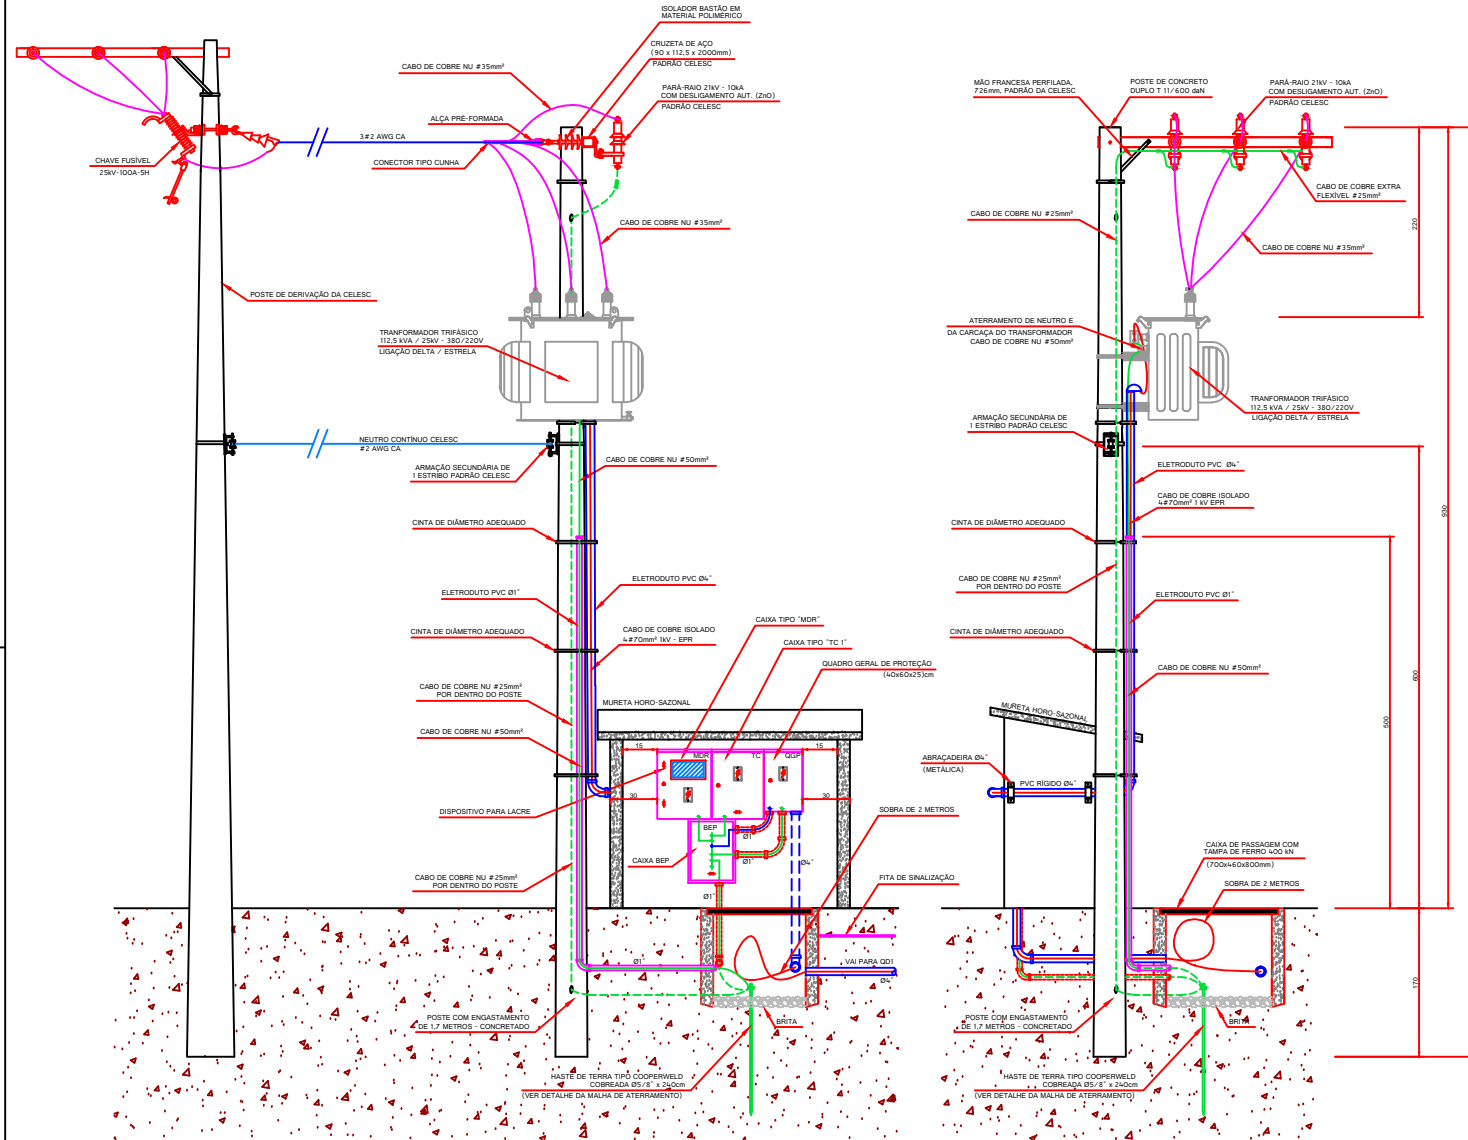 ISOLADOR BASTÃO EM
MATERIAL POLIMÉRICO
CRUZETA DE AÇO
(90 x 112,5 x 2000mm)
PADRÃO CELESC
CABO DE COBRE NU #35mm²
PARÁ-RAIO 21kV - 10kA
COM DESLIGAMENTO AUT. (ZnO)
PADRÃO CELESC
ALÇA PRÉ-FORMADA
3#2 AWG CA
CONECTOR TIPO CUNHA
CHAVE FUSÍVEL
25kV-100A-5H
CABO DE COBRE NU #35mm²
POSTE DE DERIVAÇÃO DA CELESC
TRANFORMADOR TRIFÁSICO
112,5 kVA / 25kV - 380/220V
LIGAÇÃO DELTA / ESTRELA
NEUTRO CONTÍNUO CELESC
#2 AWG CA
ARMAÇÃO SECUNDÁRIA DE
1 ESTRIBO PADRÃO CELESC
CABO DE COBRE NU #50mm²
CINTA DE DIÂMETRO ADEQUADO
ELETRODUTO PVC Ø4"
ELETRODUTO PVC Ø1"
CAIXA TIPO "MDR"
CABO DE COBRE ISOLADO
4#70mm² 1kV - EPR
CINTA DE DIÂMETRO ADEQUADO
CAIXA TIPO "TC 1"
QUADRO GERAL DE PROTEÇÃO
(40x60x25)cm
CABO DE COBRE NU #25mm²
POR DENTRO DO POSTE
MURETA HORO-SAZONAL
CABO DE COBRE NU #50mm²
15
MDR
TC
QGP
15
30
30
DISPOSITIVO PARA LACRE
SOBRA DE 2 METROS
BEP
Ø1"
CAIXA BEP
Ø1"
Ø4"
CABO DE COBRE NU #25mm²
POR DENTRO DO POSTE
FITA DE SINALIZAÇÃO
Ø1"
Ø1"
VAI PARA QD1
Ø4"
POSTE COM ENGASTAMENTO
DE 1,7 METROS - CONCRETADO
BRITA
HASTE DE TERRA TIPO COOPERWELD
COBREADA Ø5/8" x 240cm
(VER DETALHE DA MALHA DE ATERRAMENTO)
MÃO FRANCESA PERFILADA,
726mm, PADRÃO DA CELESC
POSTE DE CONCRETO
DUPLO T 11/600 daN
PARÁ-RAIO 21kV - 10kA
COM DESLIGAMENTO AUT. (ZnO)
PADRÃO CELESC
CABO DE COBRE EXTRA
FLEXÍVEL #25mm²
CABO DE COBRE NU #25mm²
CABO DE COBRE NU #35mm²
220
ATERRAMENTO DE NEUTRO E
DA CARCAÇA DO TRANSFORMADOR
CABO DE COBRE NU #50mm²
TRANFORMADOR TRIFÁSICO
112,5 kVA / 25kV - 380/220V
LIGAÇÃO DELTA / ESTRELA
ARMAÇÃO SECUNDÁRIA DE
1 ESTRIBO PADRÃO CELESC
ELETRODUTO PVC Ø4"
CABO DE COBRE ISOLADO
4#70mm² 1 kV EPR
930
CINTA DE DIÂMETRO ADEQUADO
CABO DE COBRE NU #25mm²
POR DENTRO DO POSTE
ELETRODUTO PVC Ø1"
CINTA DE DIÂMETRO ADEQUADO
CABO DE COBRE NU #50mm²
600
500
MURETA HORO-SAZONAL
ABRAÇADEIRA Ø4"
(METÁLICA)
PVC RÍGIDO Ø4"
CAIXA DE PASSAGEM COM
TAMPA DE FERRO 400 kN
(700x460x800mm)
SOBRA DE 2 METROS
170
POSTE COM ENGASTAMENTO
DE 1,7 METROS - CONCRETADO
BRITA
HASTE DE TERRA TIPO COOPERWELD
COBREADA Ø5/8" x 240cm
(VER DETALHE DA MALHA DE ATERRAMENTO)